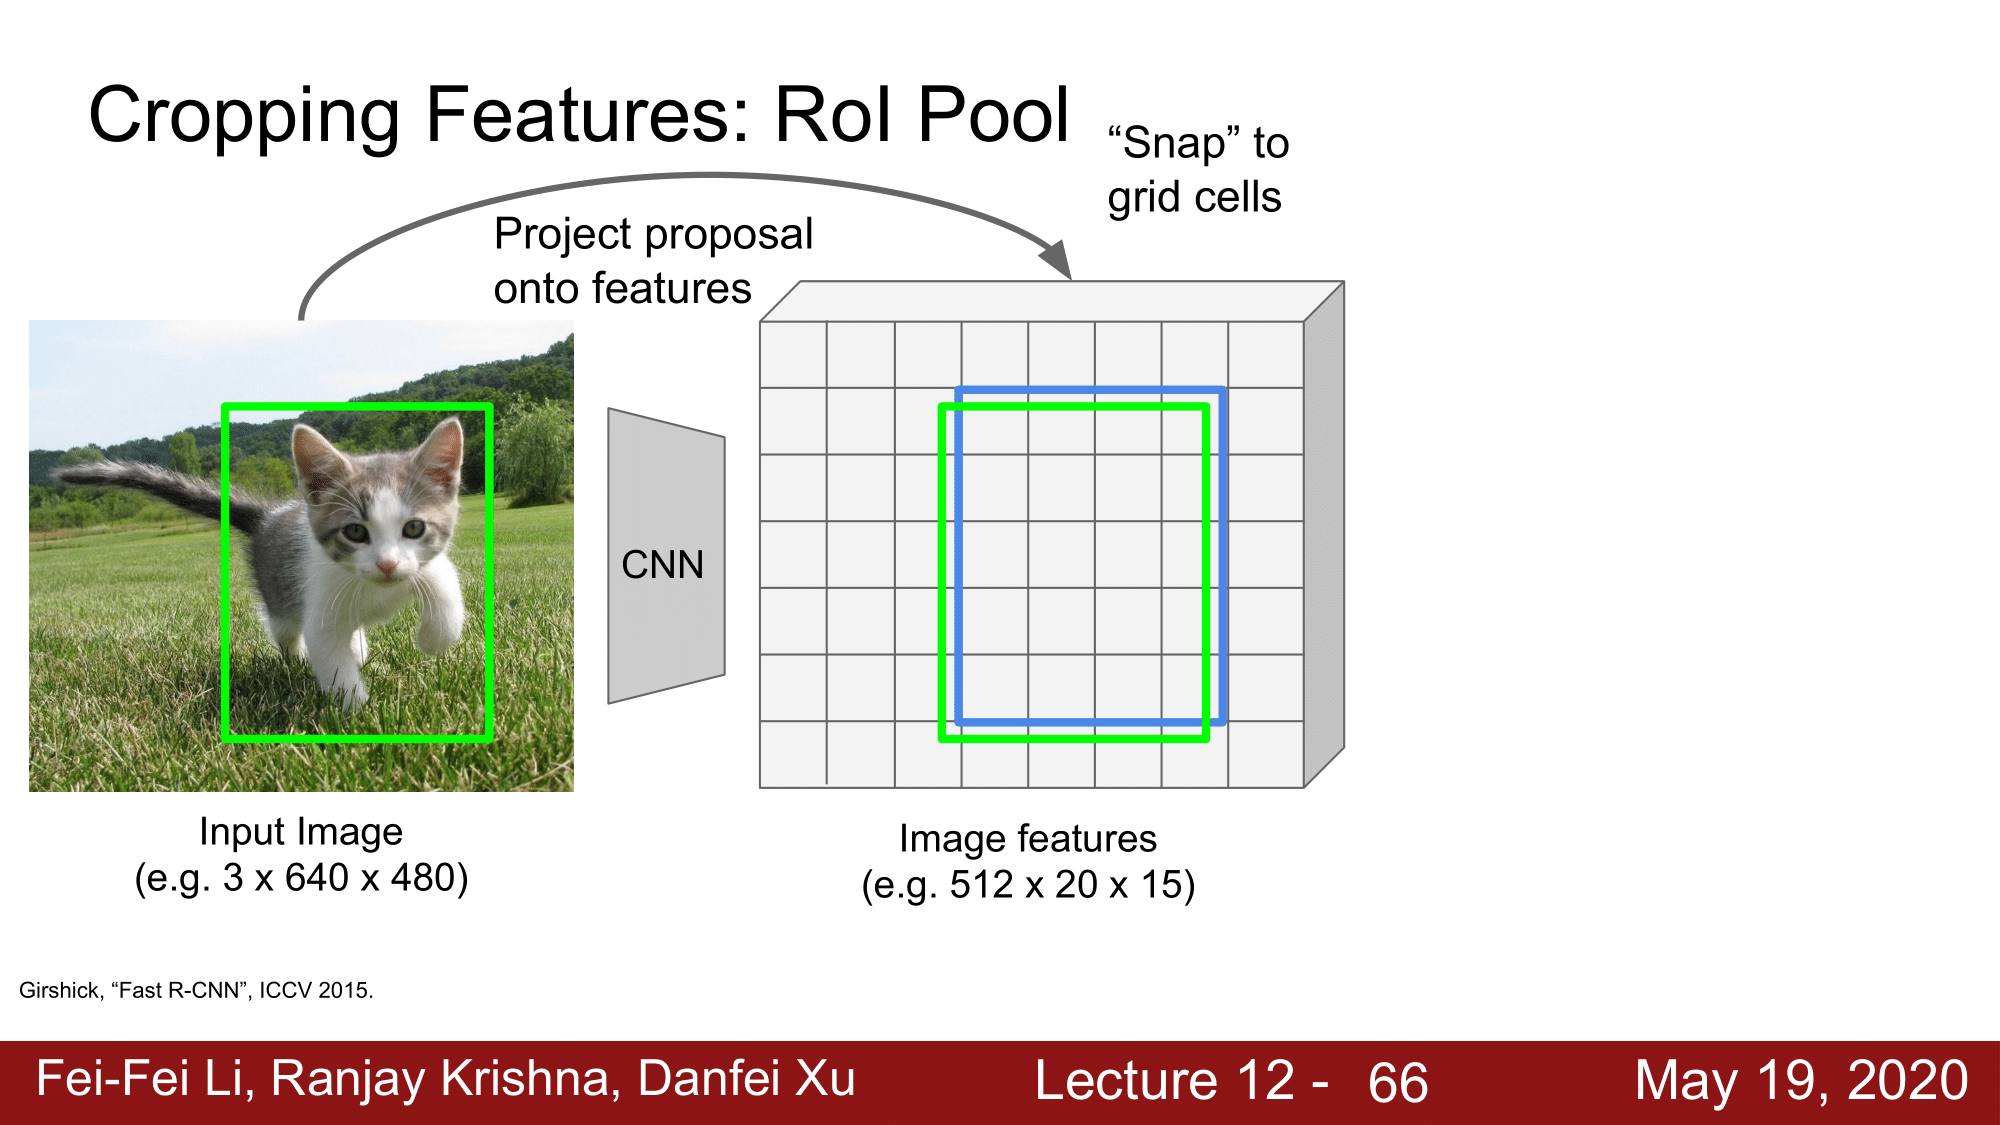 Cropping Features: RoI Pool
“Snap” to
grid cells
Project proposal
onto features
CNN
Input Image
(e.g. 3 x 640 x 480)
Image features
(e.g. 512 x 20 x 15)
Girshick, “Fast R-CNN”, ICCV 2015.
Fei-Fei Li, Ranjay Krishna, Danfei Xu
Lecture 12 - 66
May 19, 2020